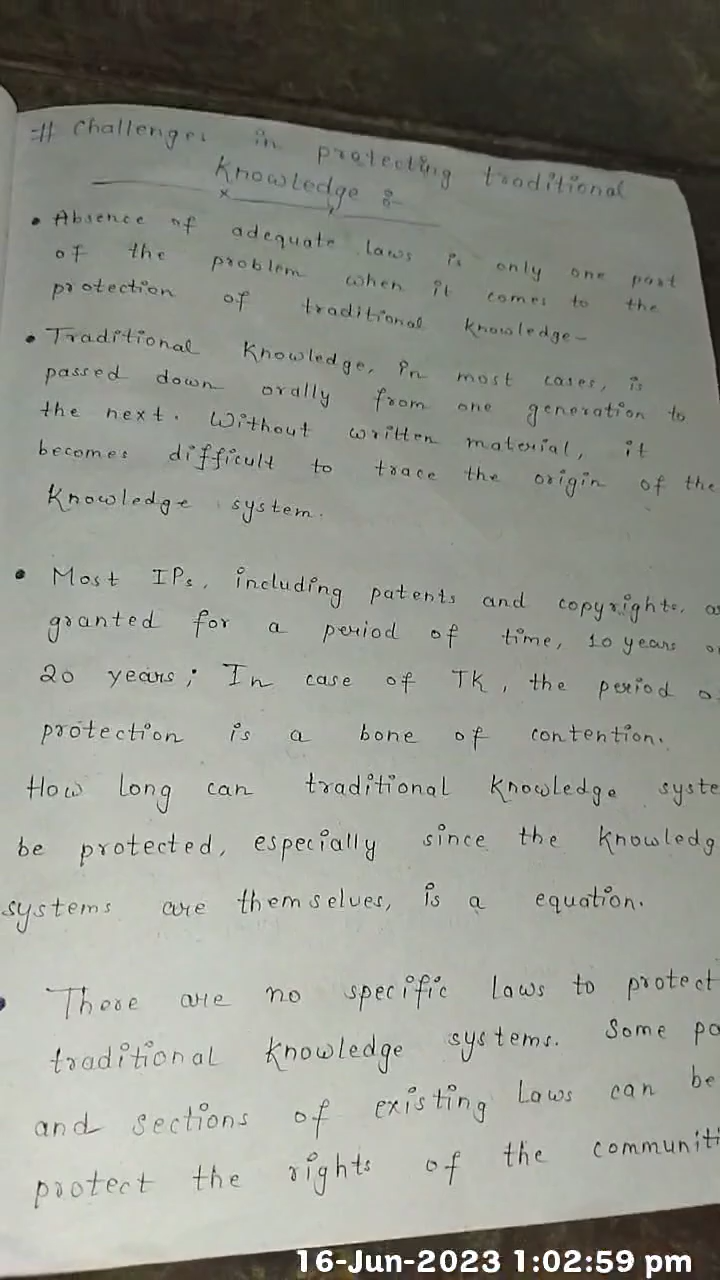 # Challenges in protecting traditional
Knowledge :-
• Absence of adequate laws is only one part
of the problem when it comes to the
protection of traditional knowledge-
• Traditional Knowledge, in most cases, is
passed down orally from one generation to
the next. Without written material, it
becomes difficult to trace the origin of the
Knowledge system.
• Most IPs, including patents and copyrights,
granted for a period of time, 10 years
20 years; In case of TK, the period
protection is a bone of contention.
How long can traditional Knowledge syste
be protected, especially since the Knowledg
systems are themselves, is a equation.
• There are no specific laws to protect
traditional Knowledge systems. Some
and sections of existing Laws can be
protect the rights of the communiti
16-Jun-2023 1:02:59 pm